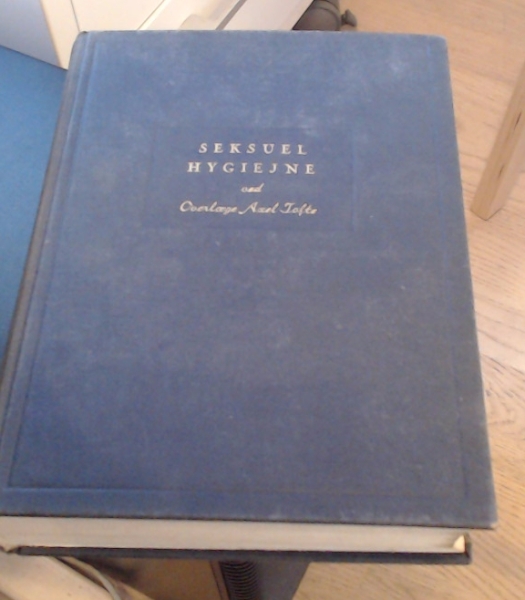 SEKSUEL
HYGIEJNE
ved
Overlæge Axel Tofte